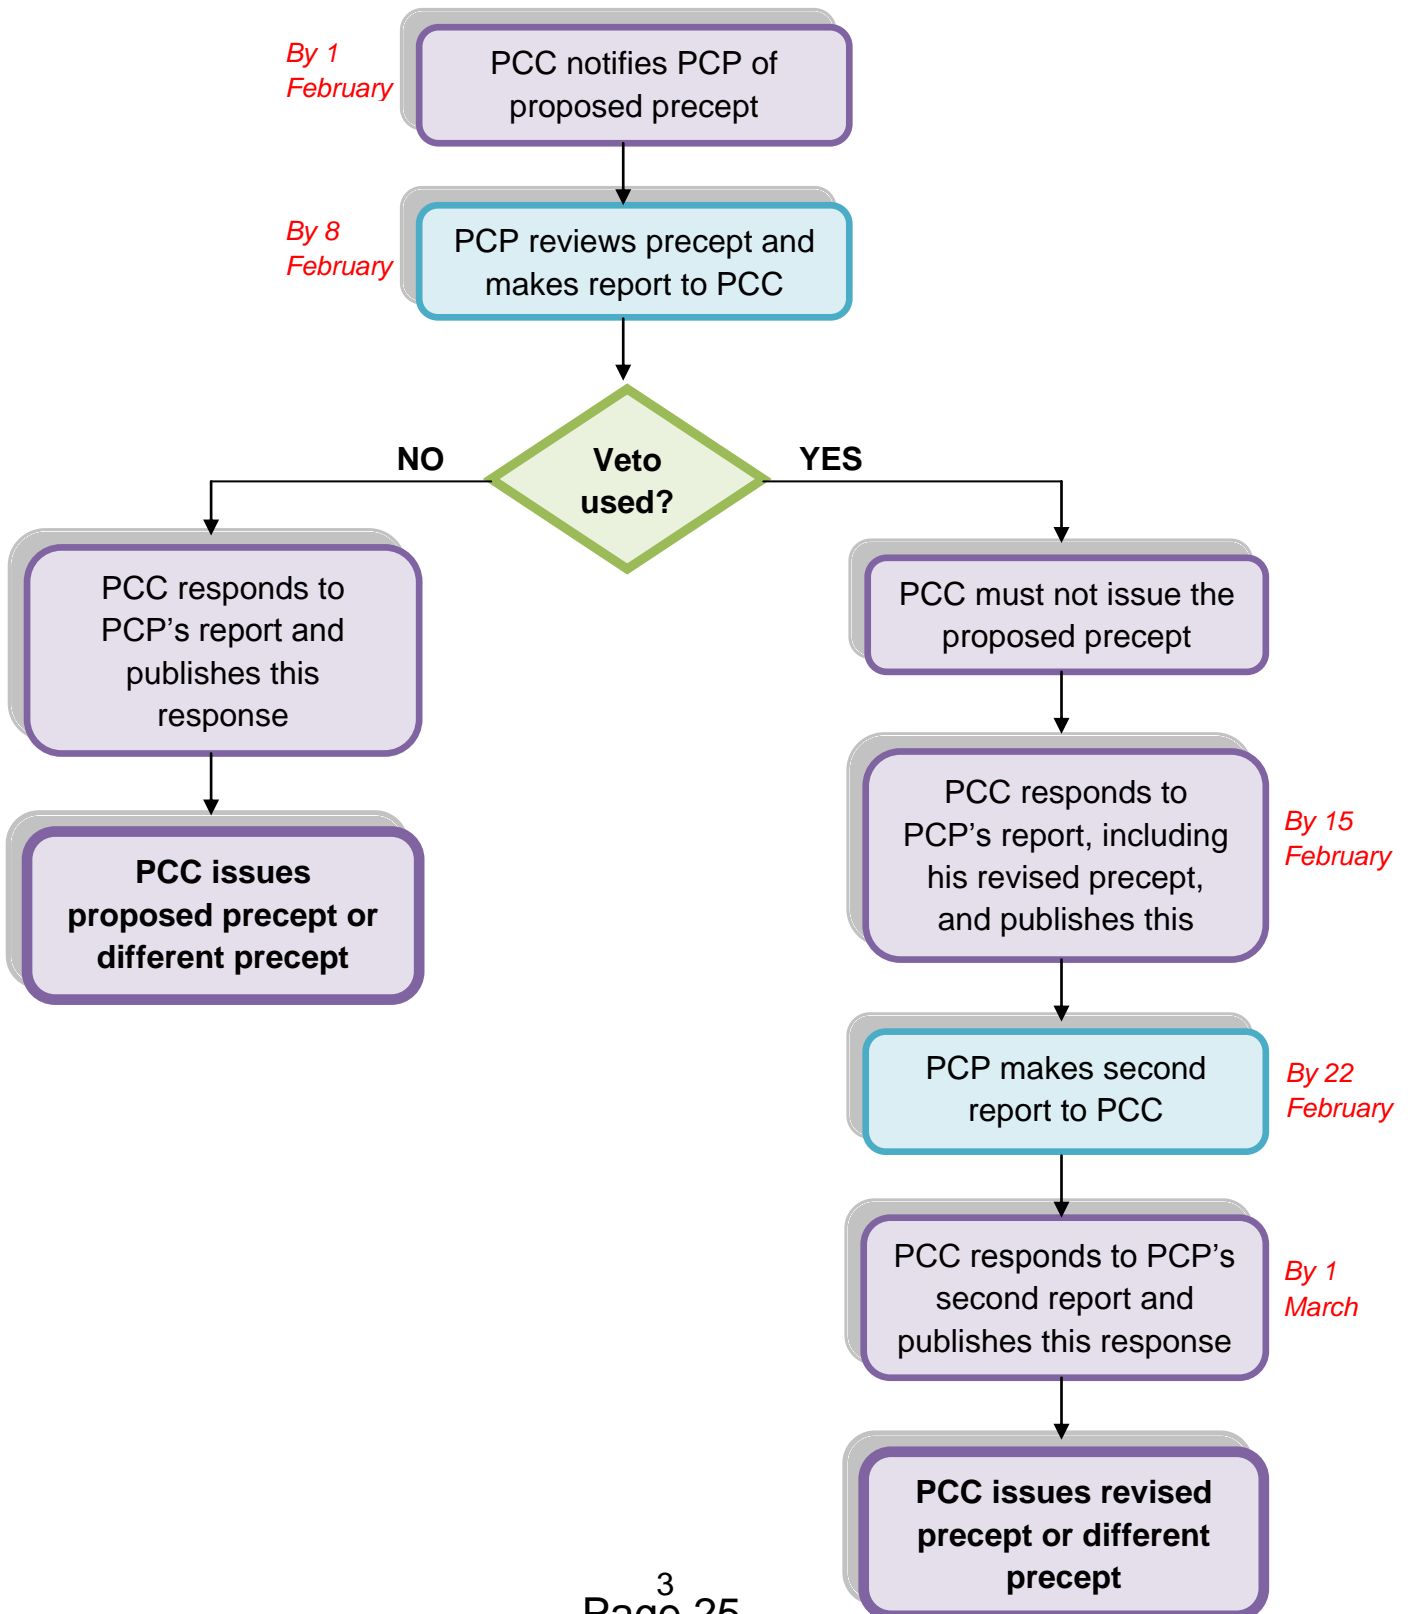 By 1
February
PCC notifies PCP of
proposed precept
By 8
February
PCP reviews precept and
makes report to PCC
NO
Veto
used?
YES
PCC responds to
PCP’s report and
publishes this
response
PCC issues
proposed precept or
different precept
PCC must not issue the
proposed precept
PCC responds to
PCP’s report, including
his revised precept,
and publishes this
By 15
February
PCP makes second
report to PCC
By 22
February
PCC responds to PCP’s
second report and
publishes this response
By 1
March
PCC issues revised
precept or different
precept
3
Page 25